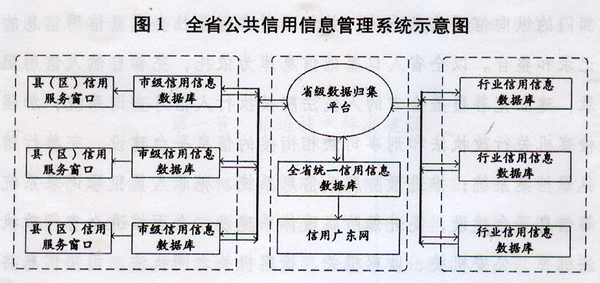 图 1　全省公共信用信息管理系统示意图
县（区）信用
服务窗口
市级信用信息
数据库
省级数据归集
平台
行业信用信息
数据库
县（区）信用
服务窗口
市级信用信息
数据库
全省统一信用信息
数据库
行业信用信息
数据库
县（区）信用
服务窗口
市级信用信息
数据库
信用广东网
行业信用信息
数据库